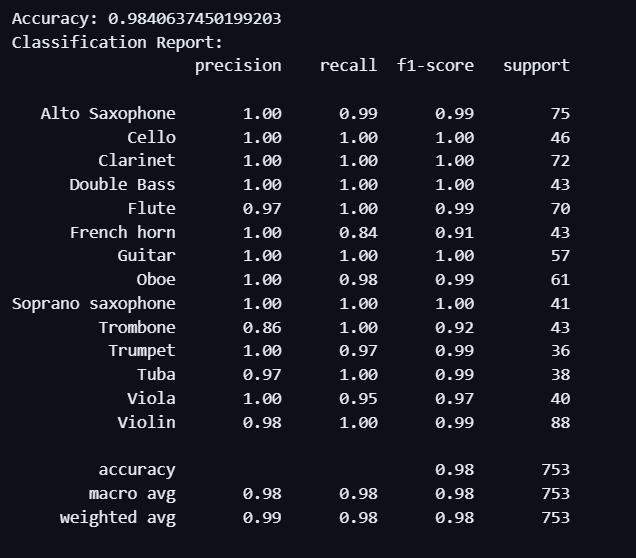 Accuracy: 0.9840637450199203
Classification Report:
precision recall f1-score support
Alto Saxophone 1.00 0.99 0.99 75
Cello 1.00 1.00 1.00 46
Clarinet 1.00 1.00 1.00 72
Double Bass 1.00 1.00 1.00 43
Flute 0.97 1.00 0.99 70
French horn 1.00 0.84 0.91 43
Guitar 1.00 1.00 1.00 57
Oboe 1.00 0.98 0.99 61
Soprano saxophone 1.00 1.00 1.00 41
Trombone 0.86 1.00 0.92 43
Trumpet 1.00 0.97 0.99 36
Tuba 0.97 1.00 0.99 38
Viola 1.00 0.95 0.97 40
Violin 0.98 1.00 0.99 88
accuracy 0.98 753
macro avg 0.98 0.98 0.98 753
weighted avg 0.99 0.98 0.98 753